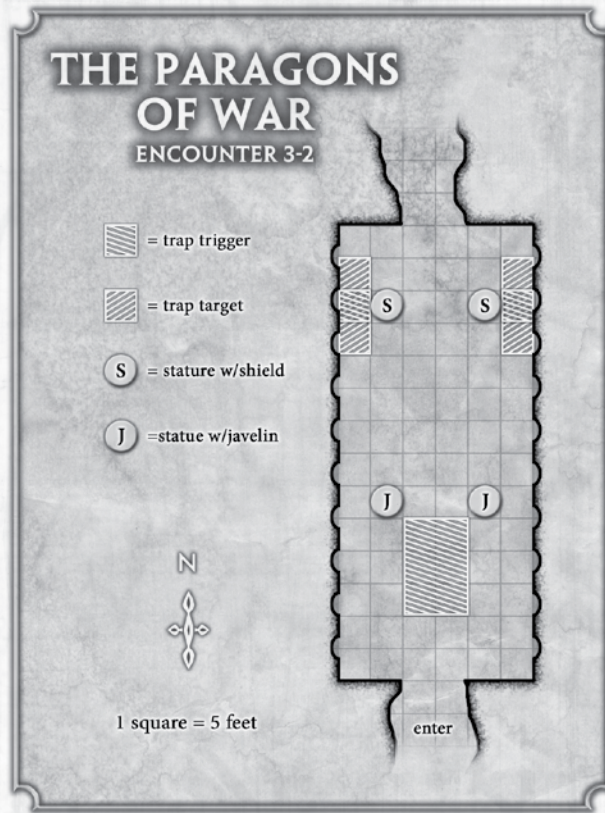 THE PARAGONS
OF WAR
ENCOUNTER 3-2
= trap trigger
= trap target
S = stature w/shield
J =statue w/javelin
S S
J J
N
1 square = 5 feet
enter